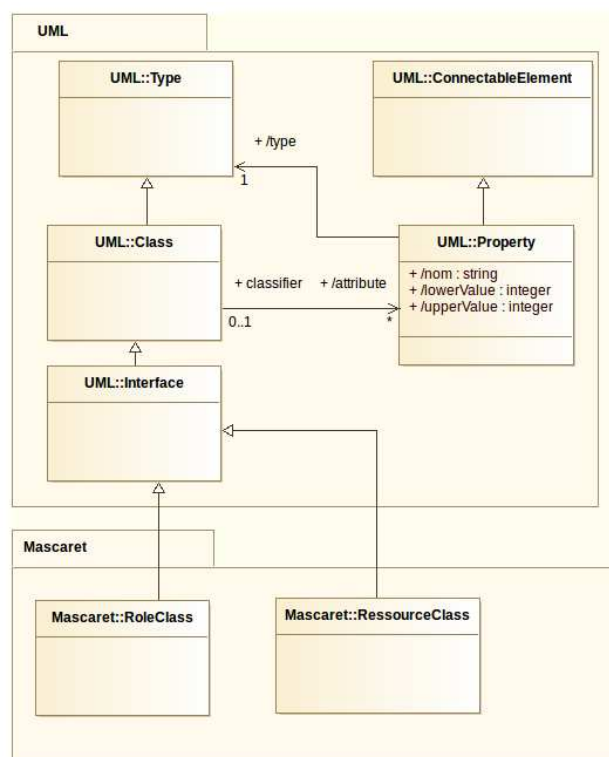 UML
UML::Type
UML::ConnectableElement
+ /type
1
UML::Class
UML::Property
+ /nom : string
+ /lowerValue : integer
+ /upperValue : integer
+ classifier
+ /attribute
0..1
*
UML::Interface
Mascaret
Mascaret::RoleClass
Mascaret::RessourceClass